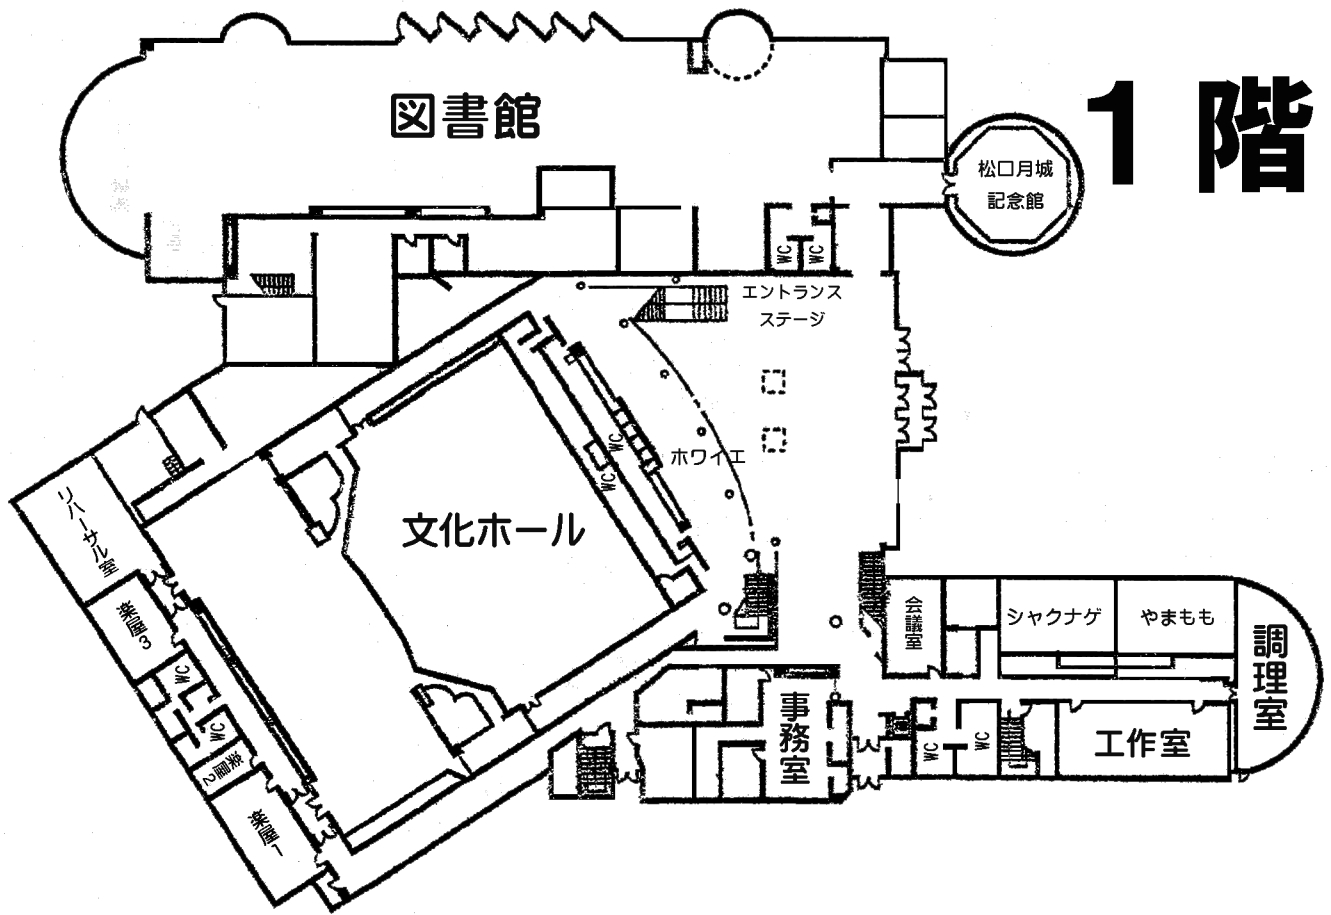 1 階
図書館
松口月城
記念館
WC
WC
エントランス
ステージ
WC
WC
ホワイエ
文化ホール
リハーサル室
楽屋3
WC
WC
楽屋2
楽屋1
会議室
シャクナゲ
やまもも
調理室
事務室
WC
WC
工作室